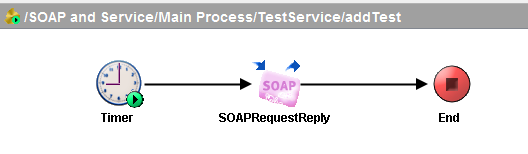 /SOAP and Service/Main Process/TestService/addTest
SOAP
Timer
SOAPRequestReply
End